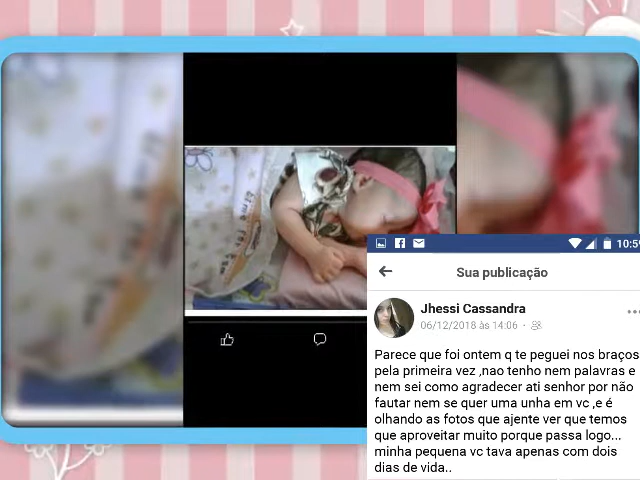 10:5
Sua publicação
Jhessi Cassandra
06/12/2018 às 14:06 ·
Parece que foi ontem q te peguei nos braços
pela primeira vez ,nao tenho nem palavras e
nem sei como agradecer ati senhor por não
fautar nem se quer uma unha em vc ,e é
olhando as fotos que ajente ver que temos
que aproveitar muito porque passa logo...
minha pequena vc tava apenas com dois
dias de vida..